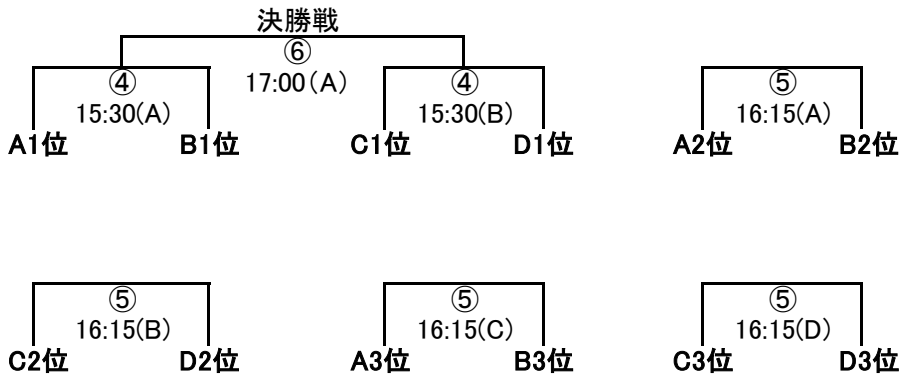 決勝戦
⑥
17:00(A)
④ ④ ⑤
15:30(A) 15:30(B) 16:15(A)
A1位 B1位 C1位 D1位 A2位 B2位
⑤ ⑤ ⑤
16:15(B) 16:15(C) 16:15(D)
C2位 D2位 A3位 B3位 C3位 D3位